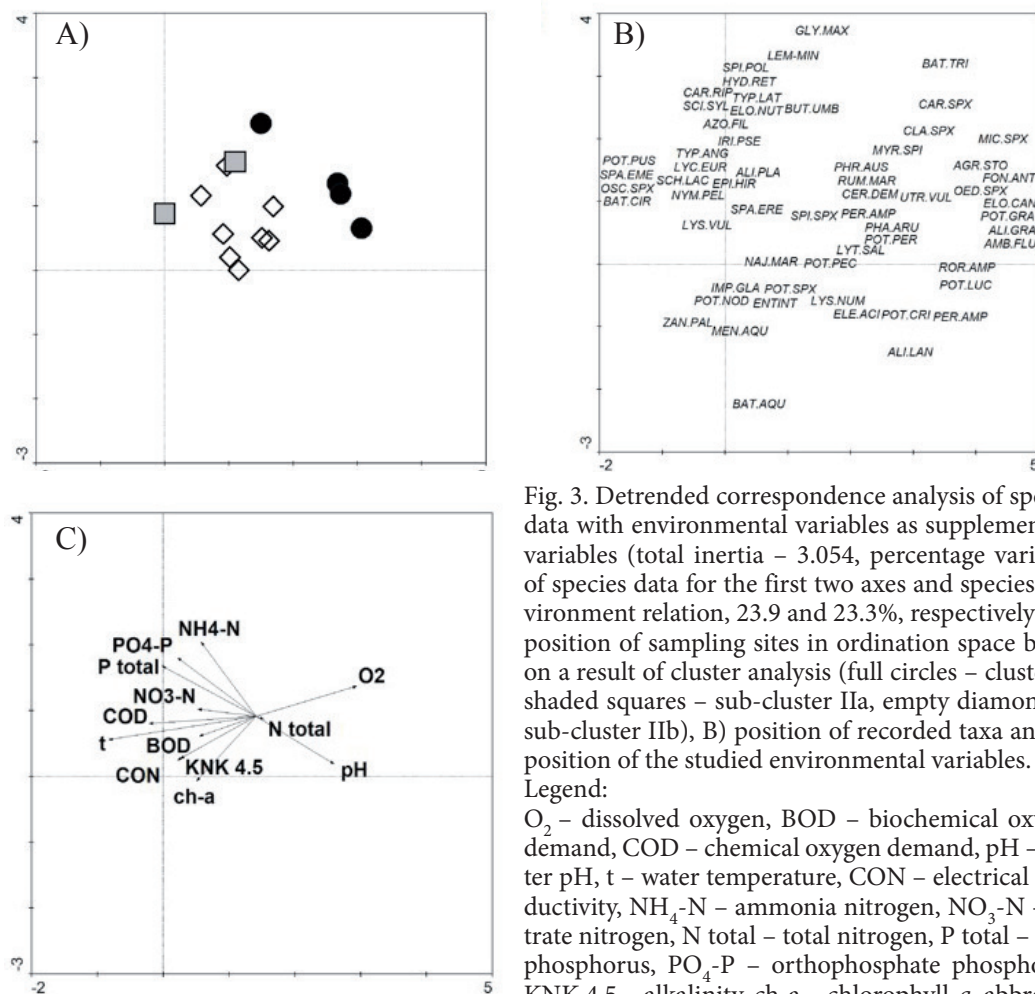 A)
4
-3
B)
4
GLY.MAX
LEM-MIN
SPI.POL
BAT.TRI
HYD.RET
CAR.RIP
TYP.LAT
SCI.SYL
ELO.NUT
BUT.UMB
CAR.SPX
AZO.FIL
CLA.SPX
IRI.PSE
MIC.SPX
TYP.ANG
MYR.SPI
POT.PUS
LYC.EUR
ALI.PLA
PHR.AUS
AGR.STO
SPA.EME
SCH.LAC
EPI.HIR
RUM.MAR
FON.ANT
OSC.SPX
NYM.PEL
CER.DEM
UTR.VUL
OED.SPX
BAT.CIR
ELO.CAN
SPA.ERE
SPI.SPX
PER.AMP
POT.GRA
LYS.VUL
PHA.ARU
ALI.GRA
POT.PER
AMB.FLU
LYT.SAL
NAJ.MAR
POT.PEC
ROR.AMP
IMP.GLA
POT.SPX
POT.LUC
POT.NOD
ENTINT
LYS.NUM
ZAN.PAL
MEN.AQU
ELE.ACI
POT.CRI
PER.AMP
ALI.LAN
BAT.AQU
-3
-2
5
C)
4
NH4-N
PO4-P
P total
O2
NO3-N
COD
N total
t
BOD
CON
KNK 4.5
pH
ch-a
-3
-2
5
Fig. 3. Detrended correspondence analysis of spe
data with environmental variables as supplemen
variables (total inertia – 3.054, percentage vari
of species data for the first two axes and species
vironment relation, 23.9 and 23.3%, respectively
position of sampling sites in ordination space b
on a result of cluster analysis (full circles – clust
shaded squares – sub-cluster IIa, empty diamon
sub-cluster IIb), B) position of recorded taxa an
position of the studied environmental variables.
Legend:
O2 – dissolved oxygen, BOD – biochemical ox
demand, COD – chemical oxygen demand, pH –
ter pH, t – water temperature, CON – electrical
ductivity, NH4-N – ammonia nitrogen, NO3-N –
trate nitrogen, N total – total nitrogen, P total –
phosphorus, PO4-P – orthophosphate phospho